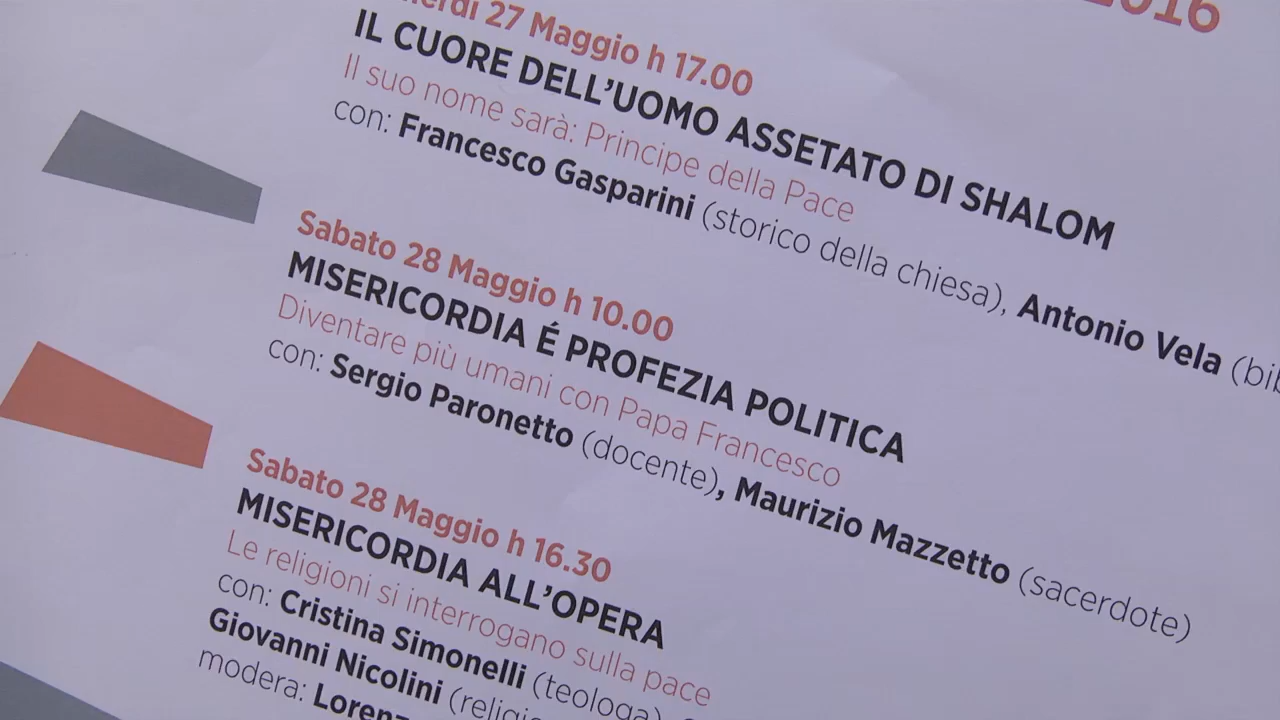 2016
27 Maggio h 17.00
IL CUORE DELL'UOMO ASSETATO DI SHALOM
Il suo nome sarà: Principe della Pace
con: Francesco Gasparini (storico della chiesa), Antonio Vela
Sabato 28 Maggio h 10.00
MISERICORDIA É PROFEZIA POLITICA
Diventare più umani con Papa Francesco
con: Sergio Paronetto (docente), Maurizio Mazzetto (sacerdote)
Sabato 28 Maggio h 16.30
MISERICORDIA ALL'OPERA
Le religioni si interrogano sulla pace
con: Cristina Simonelli (teologa),
Giovanni Nicolini
modera: